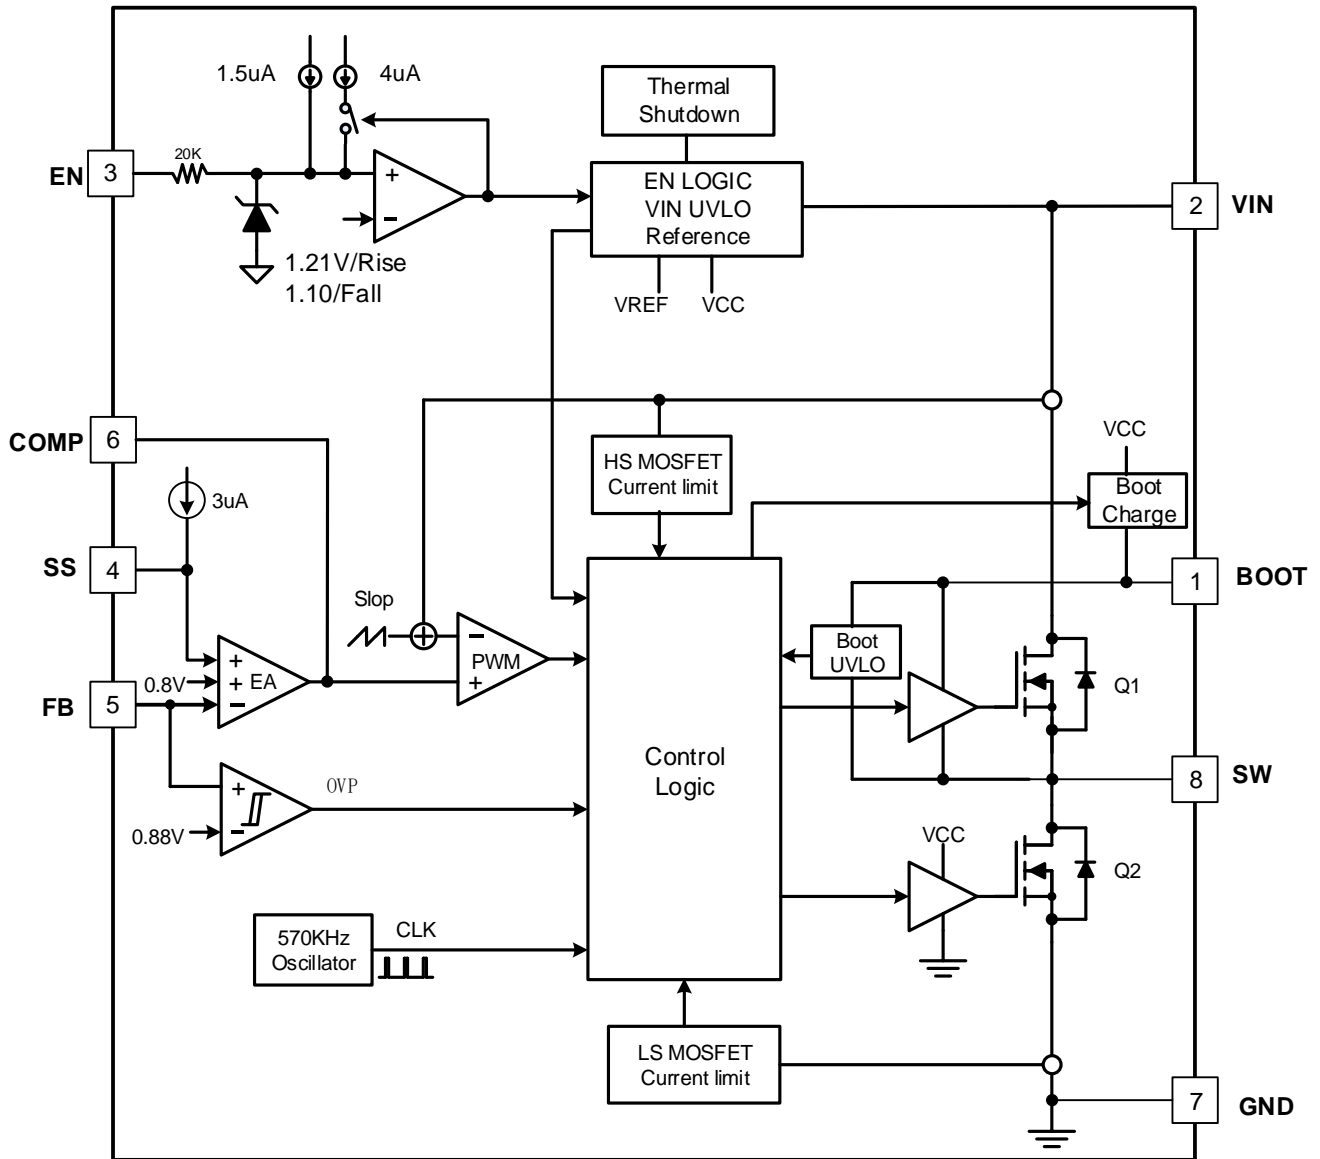 1.5uA
4uA
Thermal
Shutdown
20K
EN
3
+
−
EN LOGIC
VIN UVLO
Reference
2
VIN
1.21V/Rise
1.10/Fall
VREF
VCC
COMP
6
HS MOSFET
Current limit
VCC
Boot
Charge
3uA
SS
4
1
BOOT
Slop
+
−
PWM
+
Boot
UVLO
+
0.8V
+
EA
−
FB
5
Q1
Control
Logic
OVP
+
0.88V
−
8
SW
VCC
Q2
570KHz
Oscillator
CLK
LS MOSFET
Current limit
7
GND